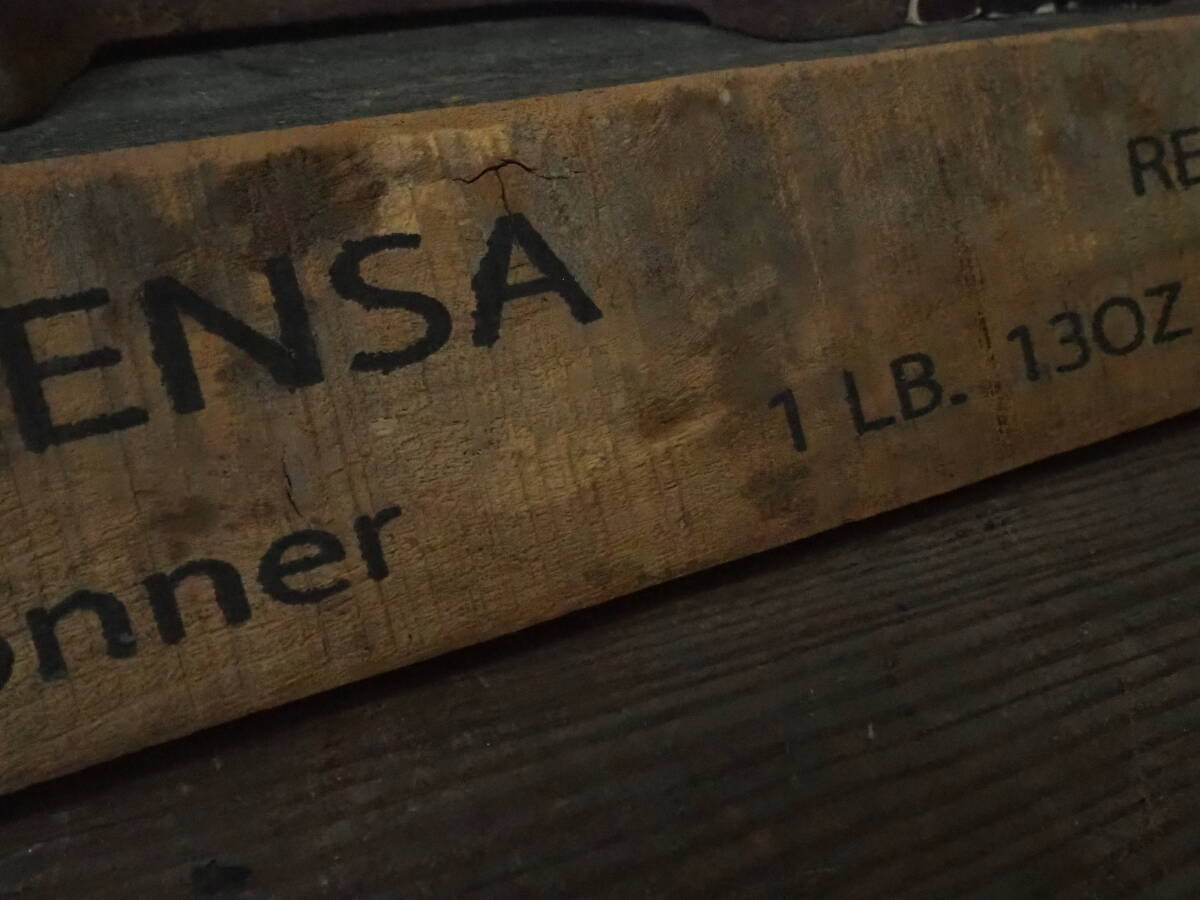 ENSA
onner
RE
1 LB. 13OZ